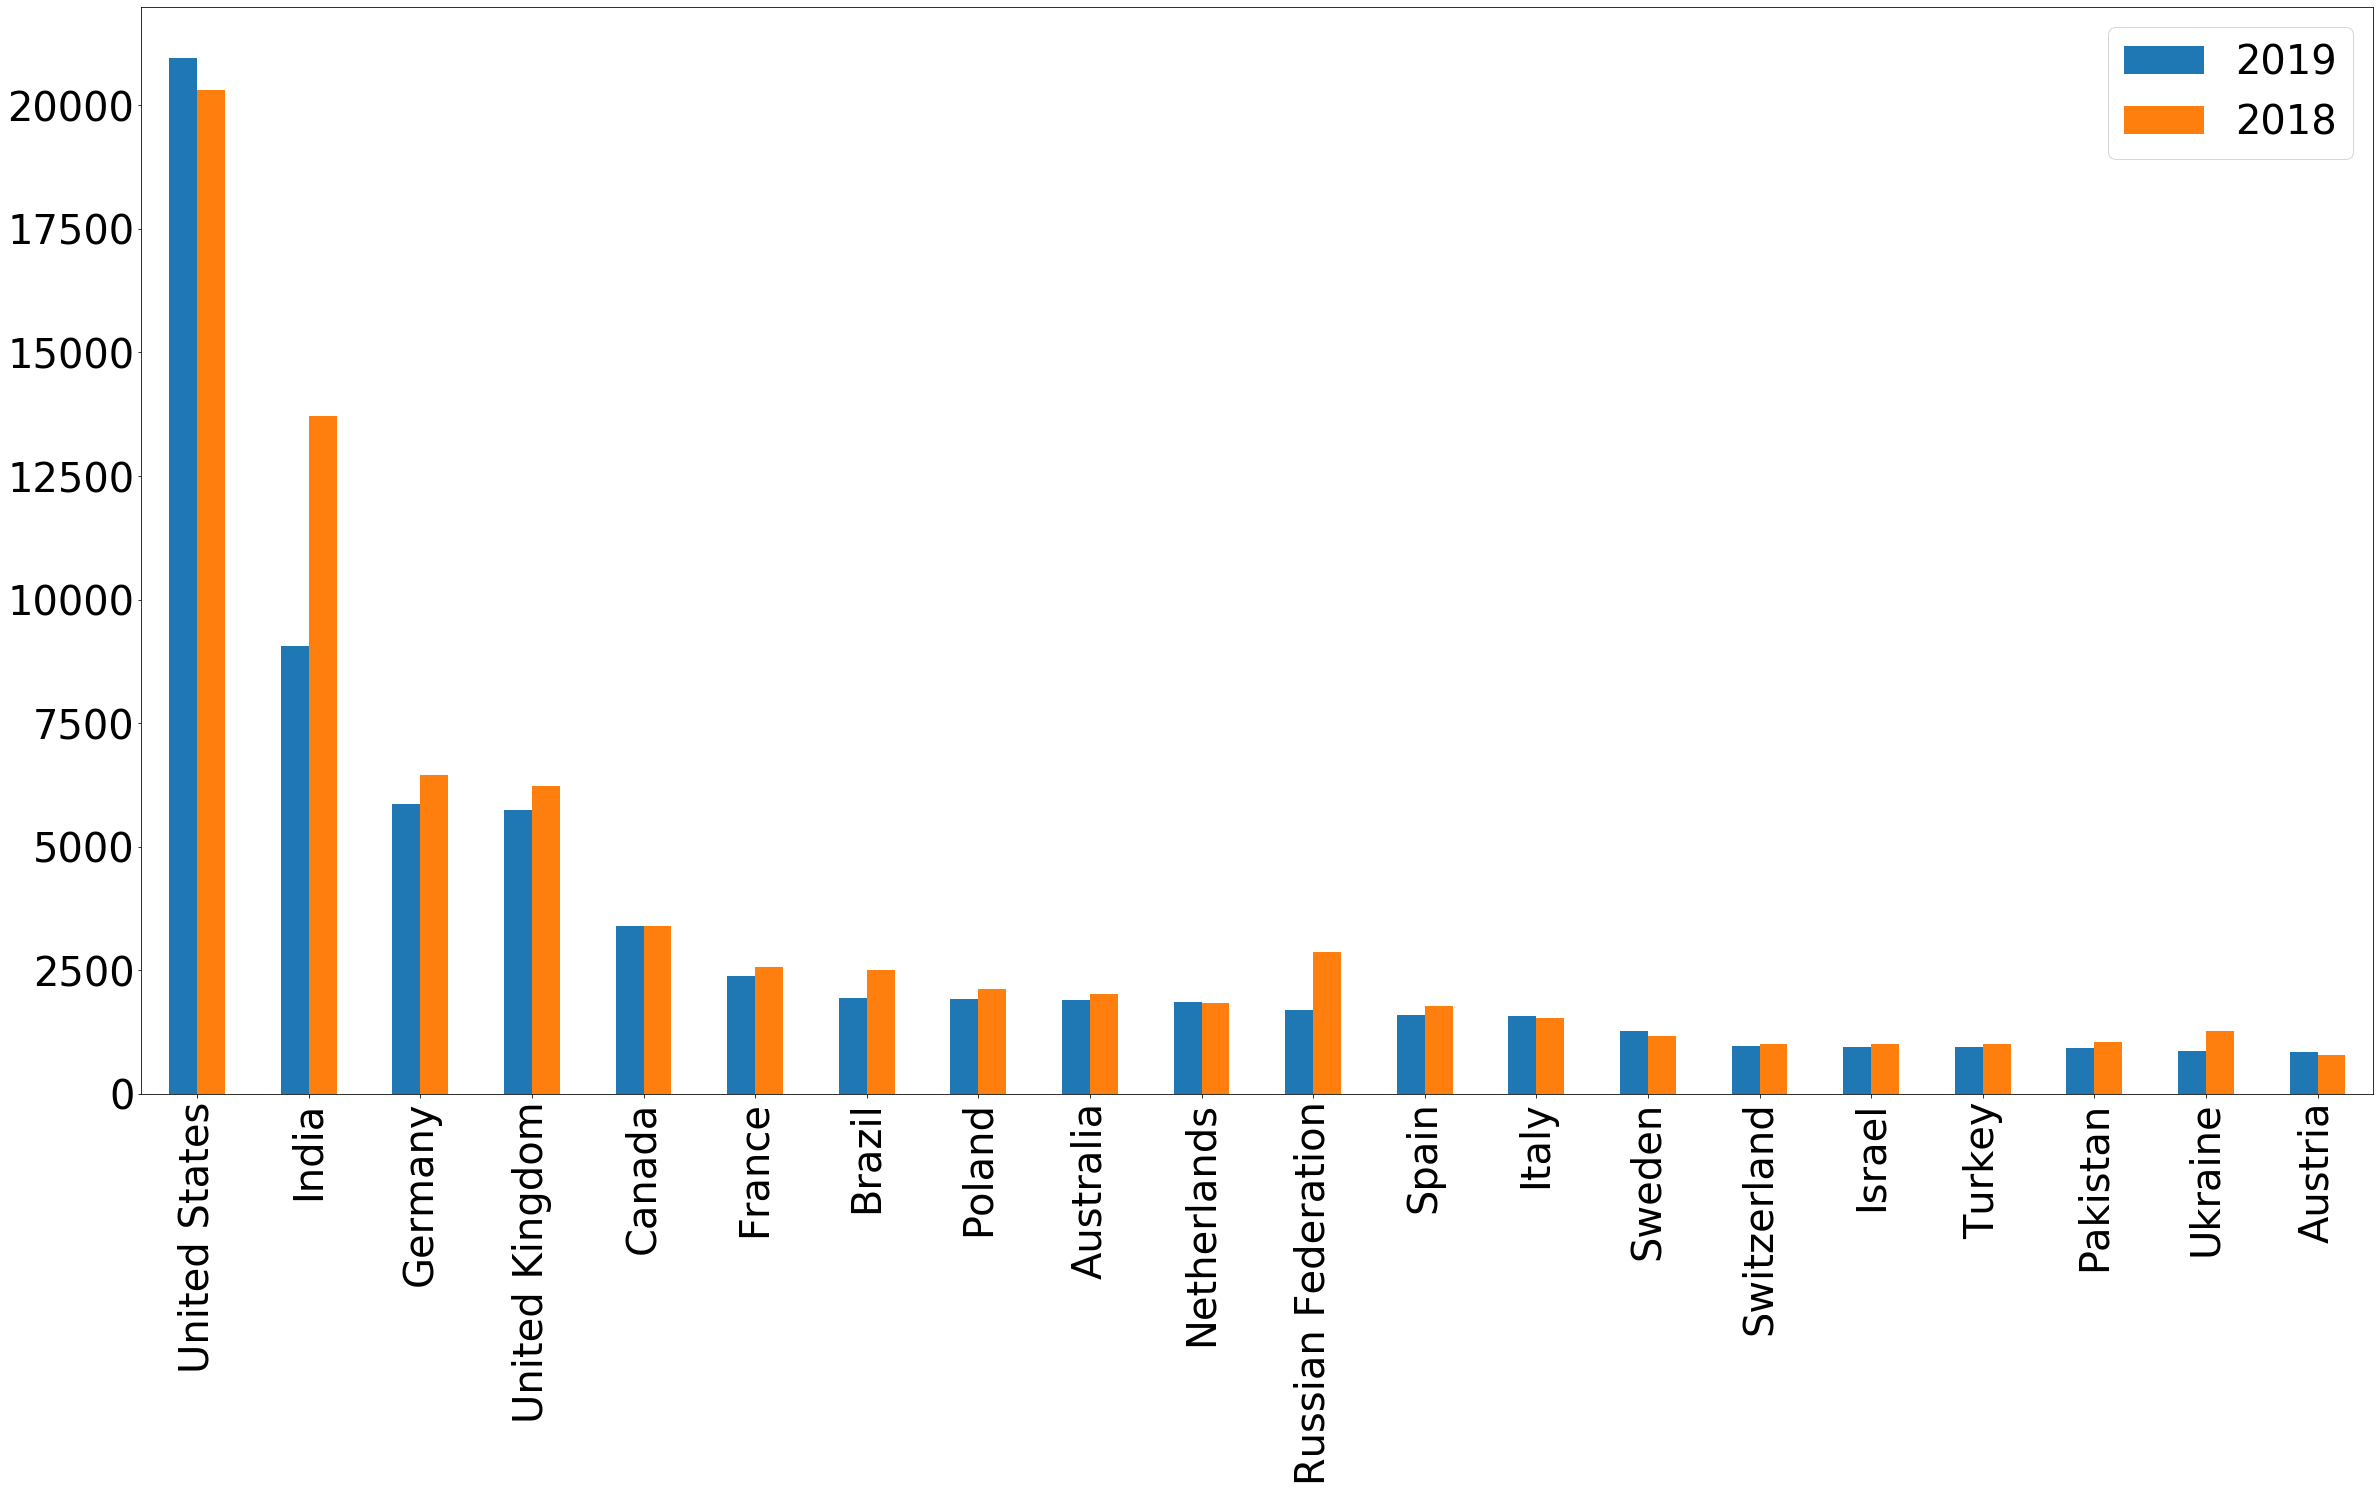 2019
2018
20000
17500
15000
12500
10000
7500
5000
2500
0
United States
India
Germany
United Kingdom
Canada
France
Brazil
Poland
Australia
Netherlands
Russian Federation
Spain
Italy
Sweden
Switzerland
Israel
Turkey
Pakistan
Ukraine
Austria